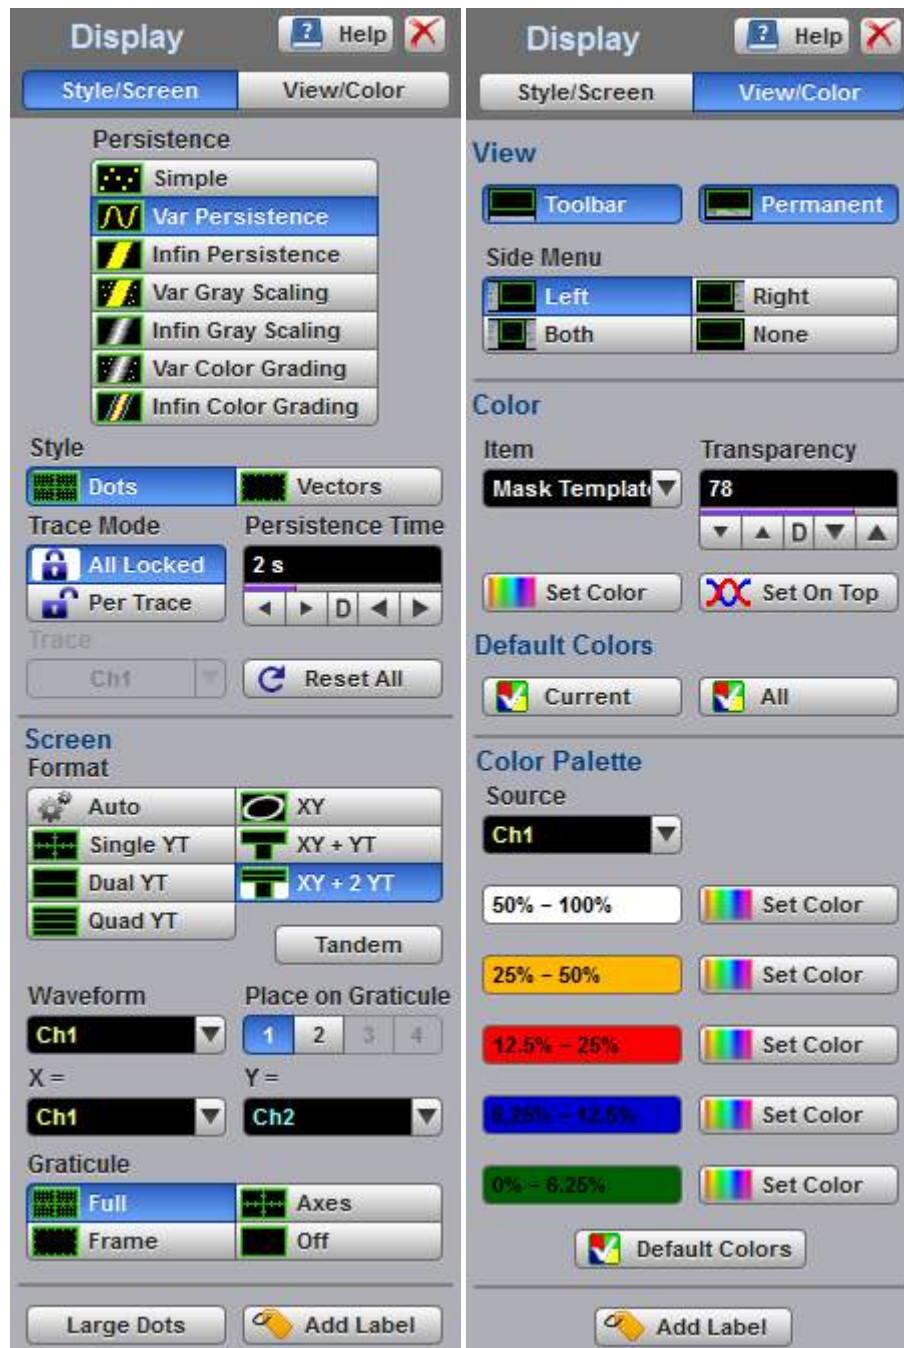 Display ? Help
Style/Screen View/Color
Persistence
Simple
Var Persistence
Infin Persistence
Var Gray Scaling
Infin Gray Scaling
Var Color Grading
Infin Color Grading
Style
Dots Vectors
Trace Mode Persistence Time
All Locked 2 s
Per Trace D
Trace
Ch1 Reset All
Screen
Format
Auto XY
Single YT XY + YT
Dual YT XY + 2 YT
Quad YT
Tandem
Waveform Place on Graticule
Ch1 1 2 3 4
X = Y =
Ch1 Ch2
Graticule
Full Axes
Frame Off
Large Dots Add Label
Display ? Help
Style/Screen View/Color
View
Toolbar Permanent
Side Menu
Left Right
Both None
Color
Item Transparency
Mask Templat 78
D
Set Color Set On Top
Default Colors
Current All
Color Palette
Source
Ch1
50% – 100% Set Color
25% – 50% Set Color
12.5% – 25% Set Color
6.25% – 12.5% Set Color
0% – 6.25% Set Color
Default Colors
Add Label